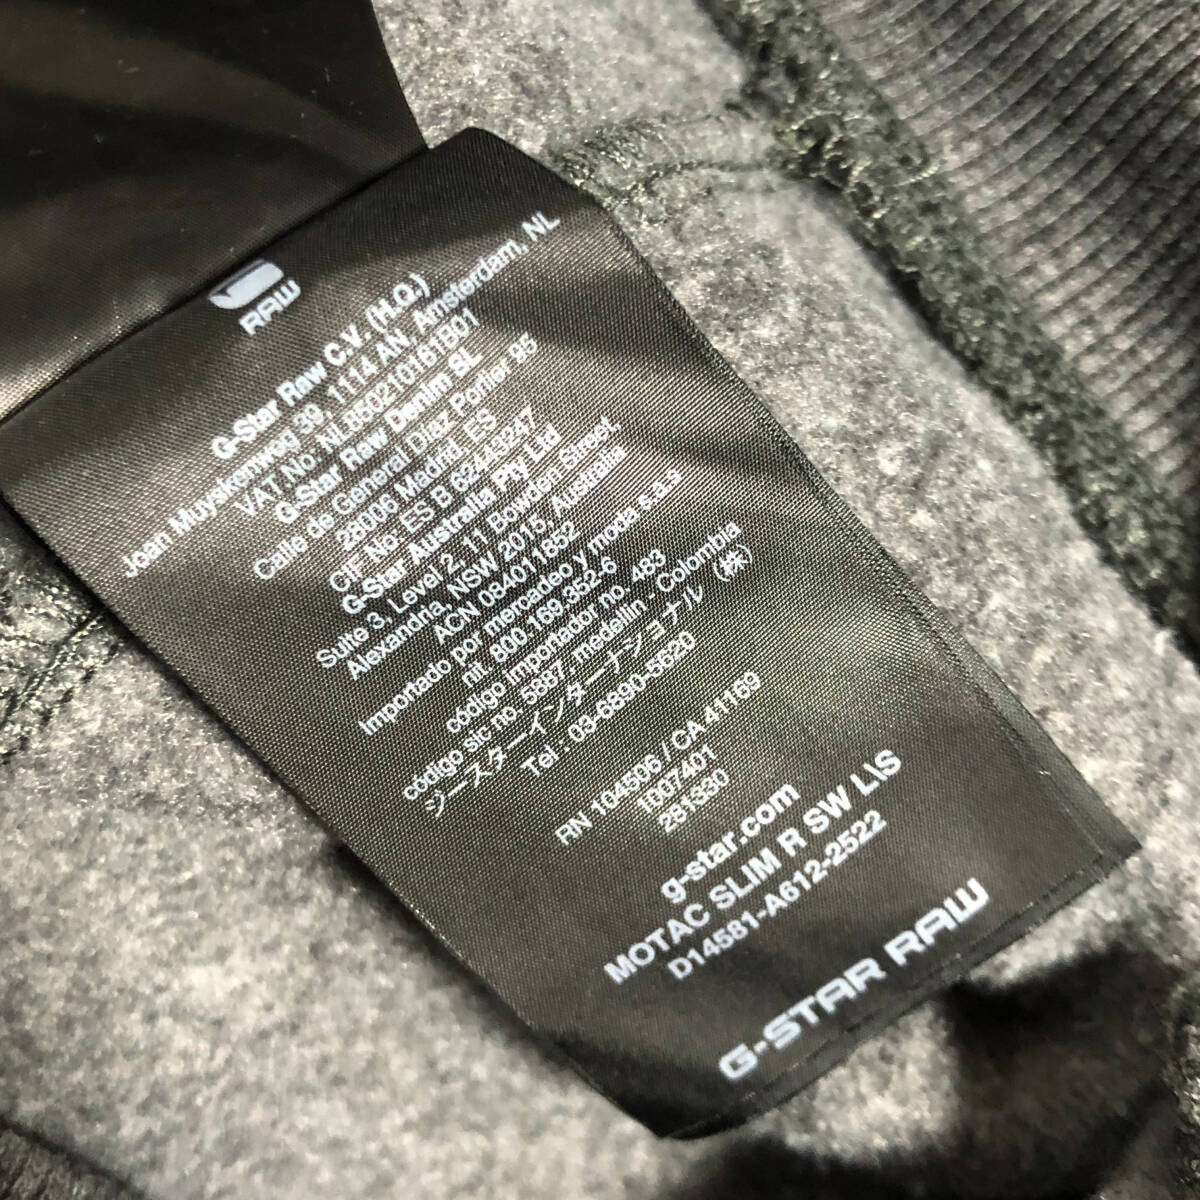 RAW
G-Star Raw C.V. (H.Q.)
Joan Muyskenweg 39, 1114 AN, Amsterdam, NL
VAT No: NL850210161B01
G-Star Raw Denim SL
Calle de General Diaz Porlier 95
28006 Madrid, ES
CIF No: ES B 82449247
G-Star Australia Pty Ltd
Suite 3, Level 2, 11 Bowden Street,
Alexandria, NSW 2015, Australia
ACN 084011852
Importado por mercadeo y moda s.a.s
nit 800.169.352-6
código importador no. 483
código sic no. 5887, medellin - Colombia
ジースターインターナショナル (株)
Tel : 03-6890-5620
RN 104506 / CA 41169
1007401
281330
g-star.com
MOTAC SLIM R SW L\S
D14581-A612-2522
G-STAR RAW